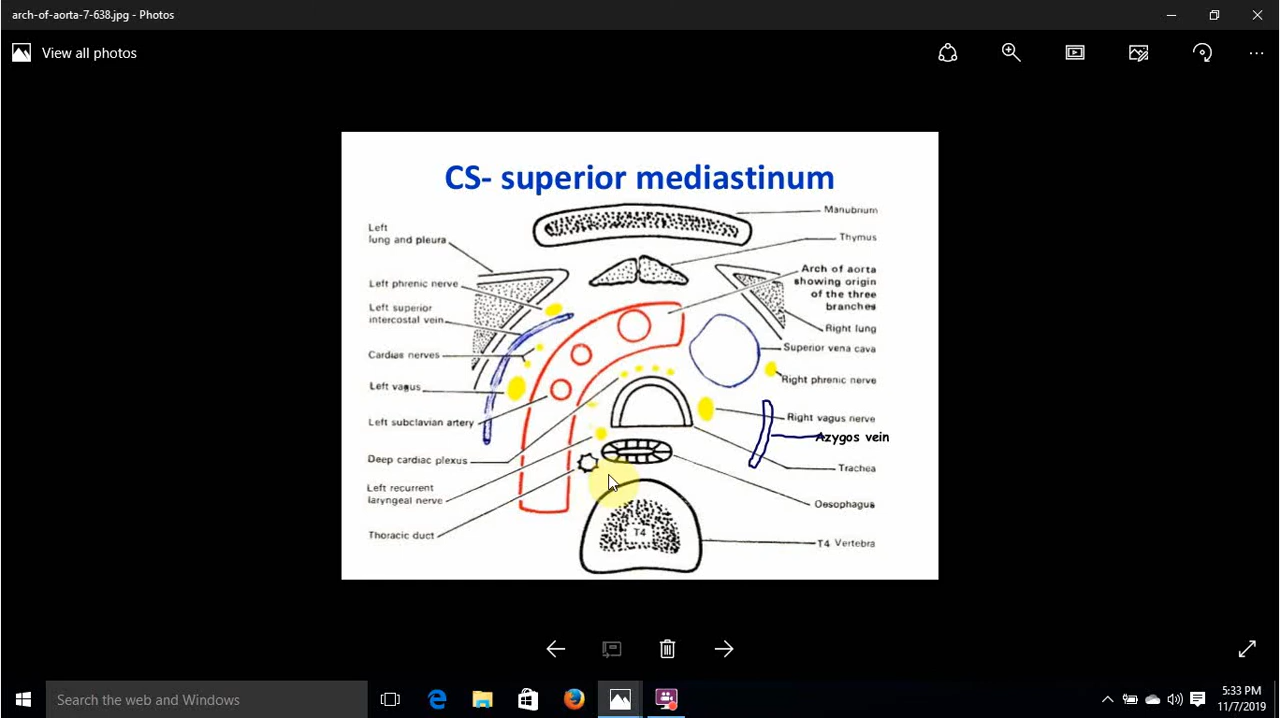 arch-of-aorta-7-638.jpg - Photos
View all photos
CS- superior mediastinum
Left
lung and pleura
Left phrenic nerve
Left superior
intercostal vein
Cardiac nerves
Left vagus
Left subclavian artery
Deep cardiac plexus
Left recurrent
laryngeal nerve
Thoracic duct
Manubrium
Thymus
Arch of aorta
showing origin
of the three
branches
Right lung
Superior vena cava
Right phrenic nerve
Right vagus nerve
Azygos vein
Trachea
Oesophagus
T4 Vertebra
T4
Search the web and Windows
5:33 PM
11/7/2019